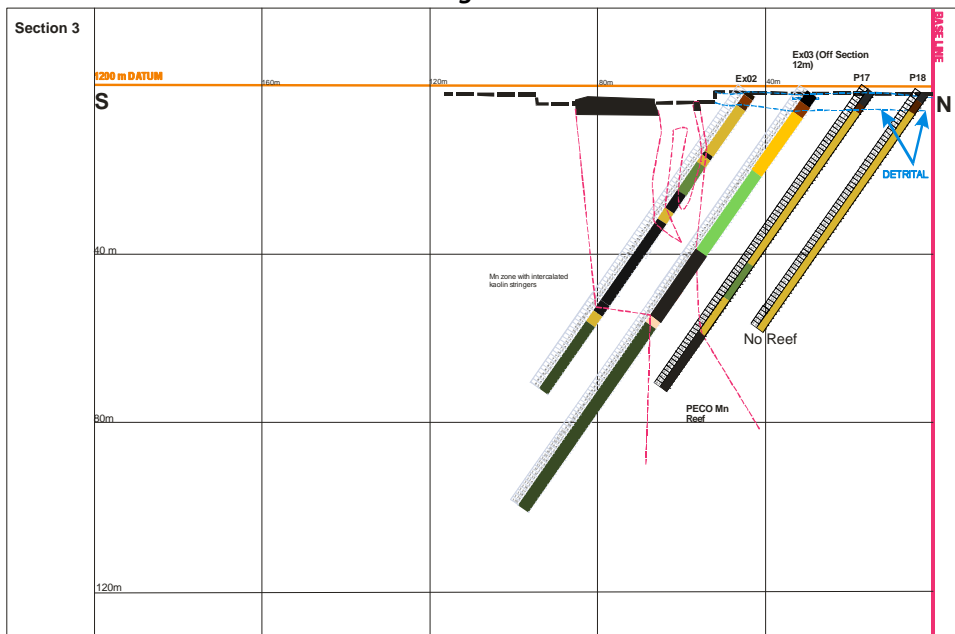 Section 3
BASE LINE
Ex03 (Off Section
12m)
1200 m DATUM
160m
120m
80m
Ex02
40m
P17
P18
S
N
DETRITAL
40 m
Mn zone with intercalated
kaolin stringers
No Reef
PECO Mn
Reef
80m
120m